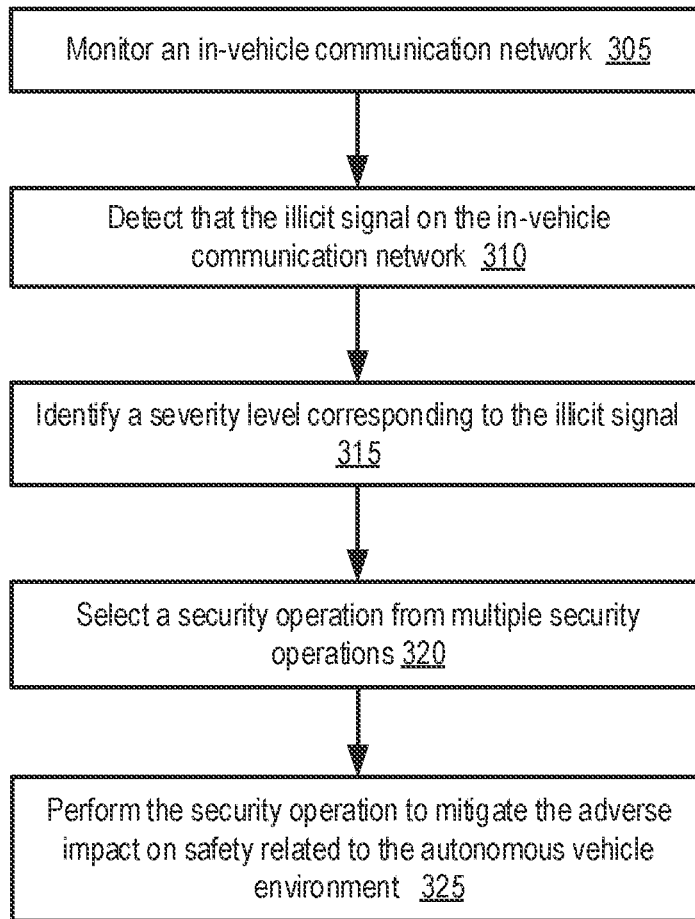 Monitor an in-vehicle communication network 305
Detect that the illicit signal on the in-vehicle
communication network 310
Identify a severity level corresponding to the illicit signal
315
Select a security operation from multiple security
operations 320
Perform the security operation to mitigate the adverse
impact on safety related to the autonomous vehicle
environment 325